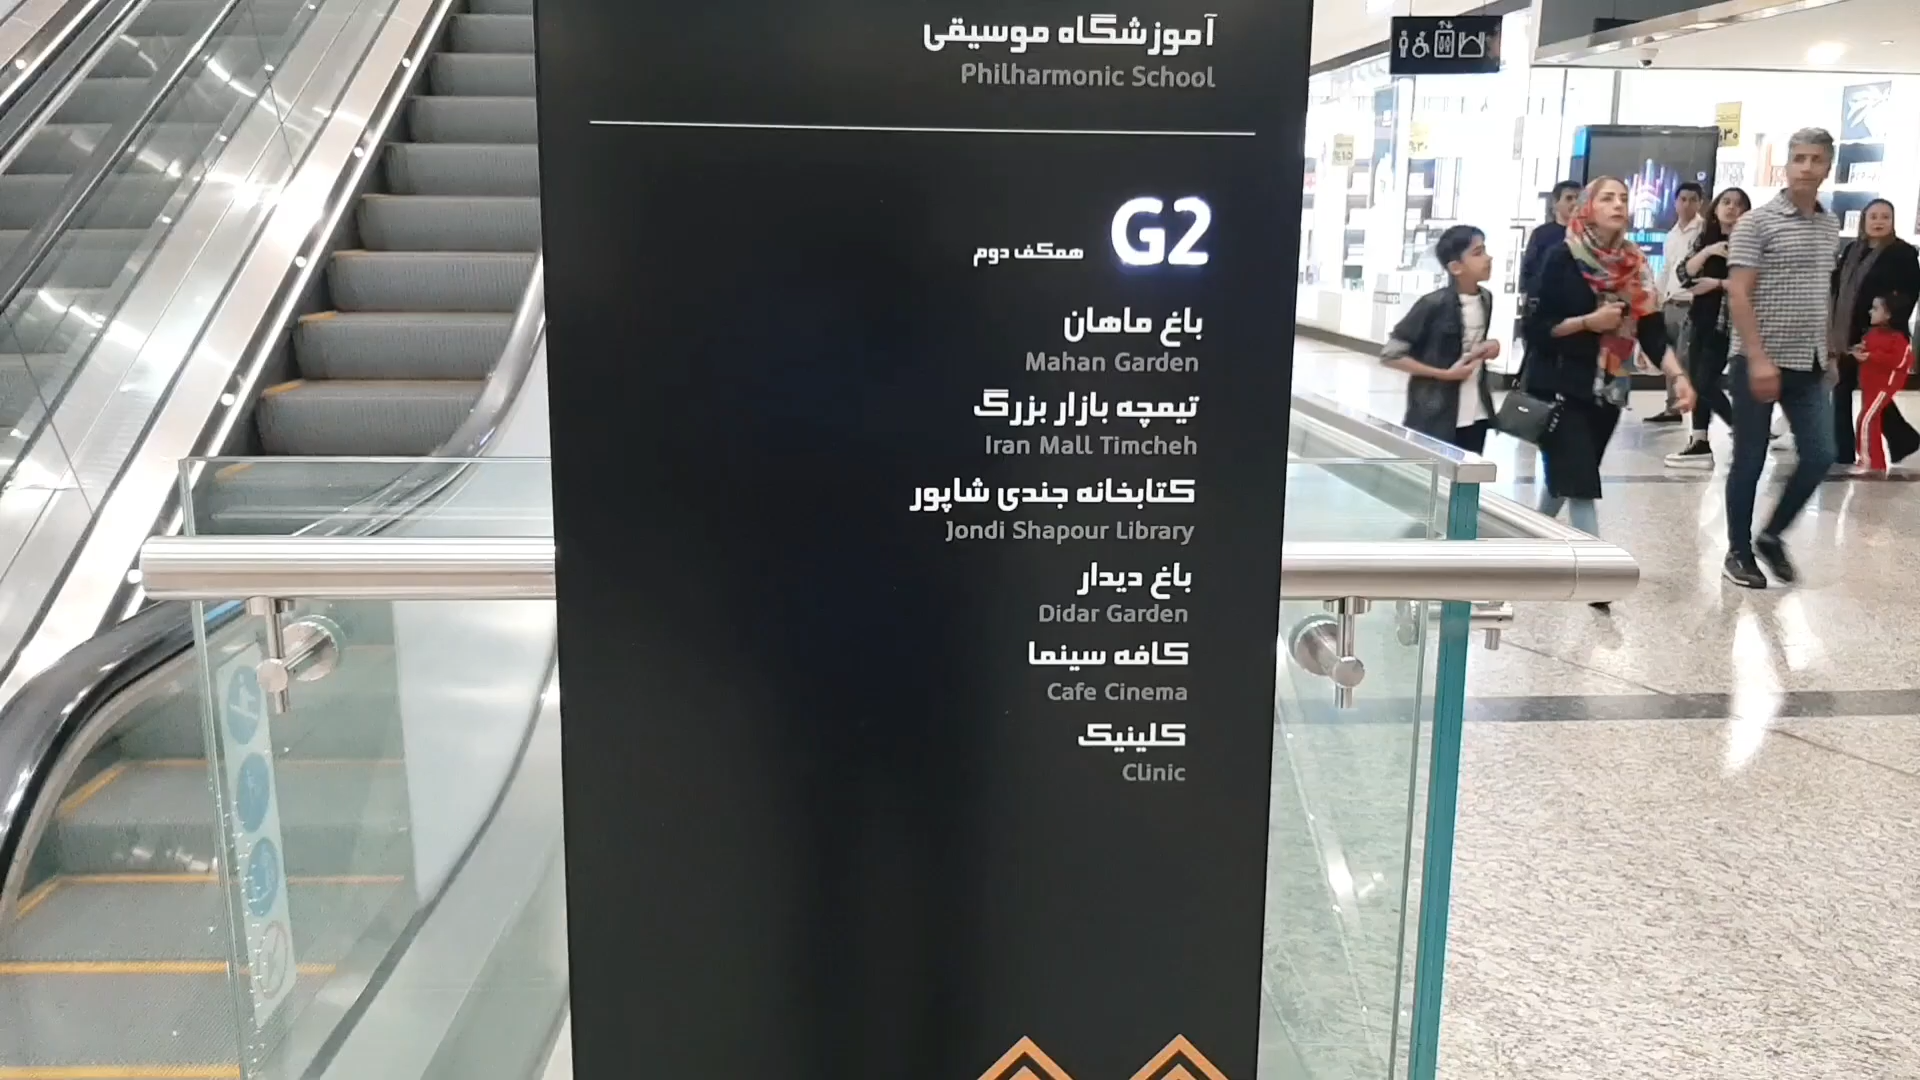 آموزشگاه موسیقی
Philharmonic School
G2 همکف دوم
باغ ماهان
Mahan Garden
تیمچه بازار بزرگ
Iran Mall Timcheh
کتابخانه جندی شاپور
Jondi Shapour Library
باغ دیدار
Didar Garden
کافه سینما
Cafe Cinema
کلینیک
Clinic